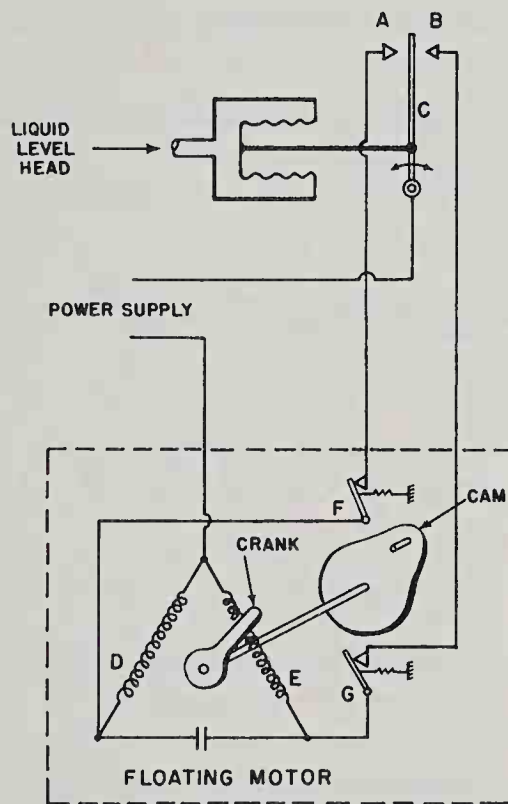 A B
C
LIQUID
LEVEL
HEAD
POWER SUPPLY
F
CAM
CRANK
D
E
G
FLOATING MOTOR